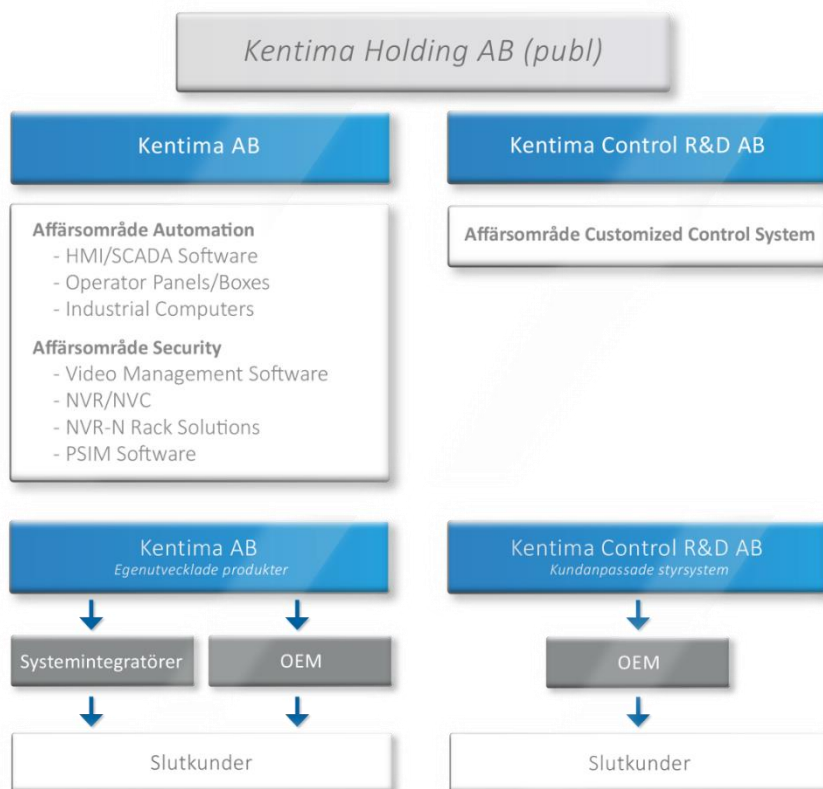 Kentima Holding AB (publ)
Kentima AB
Affärsområde Automation
- HMI/SCADA Software
- Operator Panels/Boxes
- Industrial Computers
Affärsområde Security
- Video Management Software
- NVR/NVC
- NVR-N Rack Solutions
- PSIM Software
Kentima Control R&D AB
Affärsområde Customized Control System
Kentima AB
Egenutvecklade produkter
Systemintegratörer
OEM
Slutkunder
Kentima Control R&D AB
Kundanpassade styrsystem
OEM
Slutkunder